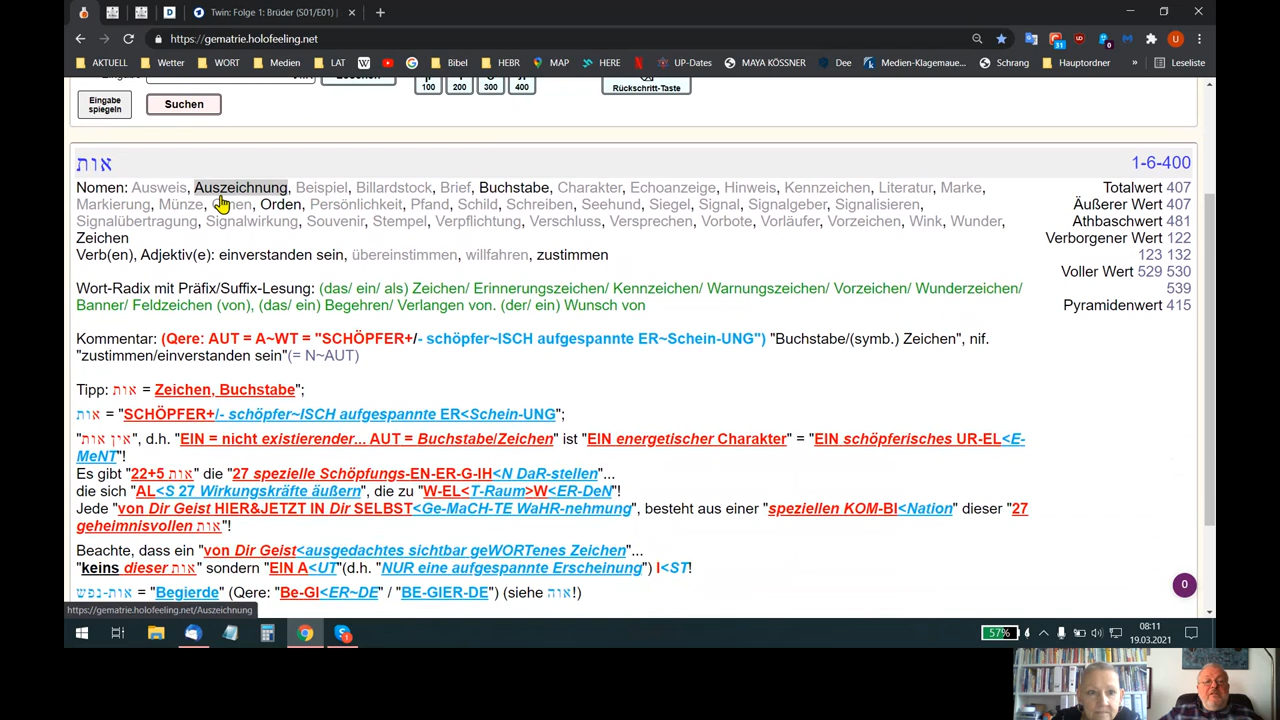 Twin: Folge 1: Brüder (S01/E01) |
https://gematrie.holofeeling.net
AKTUELL Wetter WORT Medien LAT Bibel HEBR MAP HERE UP-Dates MAYA KÖSSNER Dee Medien-Klagemaue... Schrang Hauptordner » Leseliste
100 200 300 400 Rückschritt-Taste
Eingabe spiegeln Suchen
אות 1-6-400
Nomen: Ausweis, Auszeichnung, Beispiel, Billardstock, Brief, Buchstabe, Charakter, Echoanzeige, Hinweis, Kennzeichen, Literatur, Marke, Totalwert 407
Markierung, Münze, Orden, Persönlichkeit, Pfand, Schild, Schreiben, Seehund, Siegel, Signal, Signalgeber, Signalisieren, Äußerer Wert 407
Signalübertragung, Signalwirkung, Souvenir, Stempel, Verpflichtung, Verschluss, Versprechen, Vorbote, Vorläufer, Vorzeichen, Wink, Wunder, Athbaschwert 481
Zeichen Verborgener Wert 122
Verb(en), Adjektiv(e): einverstanden sein, übereinstimmen, willfahren, zustimmen 123 132
Voller Wert 529 530
Wort-Radix mit Präfix/Suffix-Lesung: (das/ ein/ als) Zeichen/ Erinnerungszeichen/ Kennzeichen/ Warnungszeichen/ Vorzeichen/ Wunderzeichen/ 539
Banner/ Feldzeichen (von), (das/ ein) Begehren/ Verlangen von. (der/ ein) Wunsch von Pyramidenwert 415
Kommentar: (Qere: AUT = A~WT = "SCHÖPFER+/- schöpfer~ISCH aufgespannte ER~Schein-UNG") "Buchstabe/(symb.) Zeichen", nif.
"zustimmen/einverstanden sein"(= N~AUT)
Tipp: אות = Zeichen, Buchstabe";
אות = "SCHÖPFER+/- schöpfer~ISCH aufgespannte ER<Schein-UNG";
"אין אות", d.h. "EIN = nicht existierender... AUT = Buchstabe/Zeichen" ist "EIN energetischer Charakter" = "EIN schöpferisches UR-EL<E-
MeNT"!
Es gibt "22+5 אות" die "27 spezielle Schöpfungs-EN-ER-G-IH<N DaR-stellen"...
die sich "AL<S 27 Wirkungskräfte äußern", die zu "W-EL<T-Raum>W<ER-DeN"!
Jede "von Dir Geist HIER&JETZT IN Dir SELBST<Ge-MaCH-TE WaHR-nehmung", besteht aus einer "speziellen KOM-BI<Nation" dieser "27
geheimnisvollen אות"!
Beachte, dass ein "von Dir Geist<ausgedachtes sichtbar geWORTenes Zeichen"...
"keins dieser אות" sondern "EIN A<UT"(d.h. "NUR eine aufgespannte Erscheinung") I<ST!
אות-נפש = "Begierde" (Qere: "Be-GI<ER~DE" / "BE-GIER-DE") (siehe אוה!)
0
https://gematrie.holofeeling.net/Auszeichnung
57% 08:11
19.03.2021